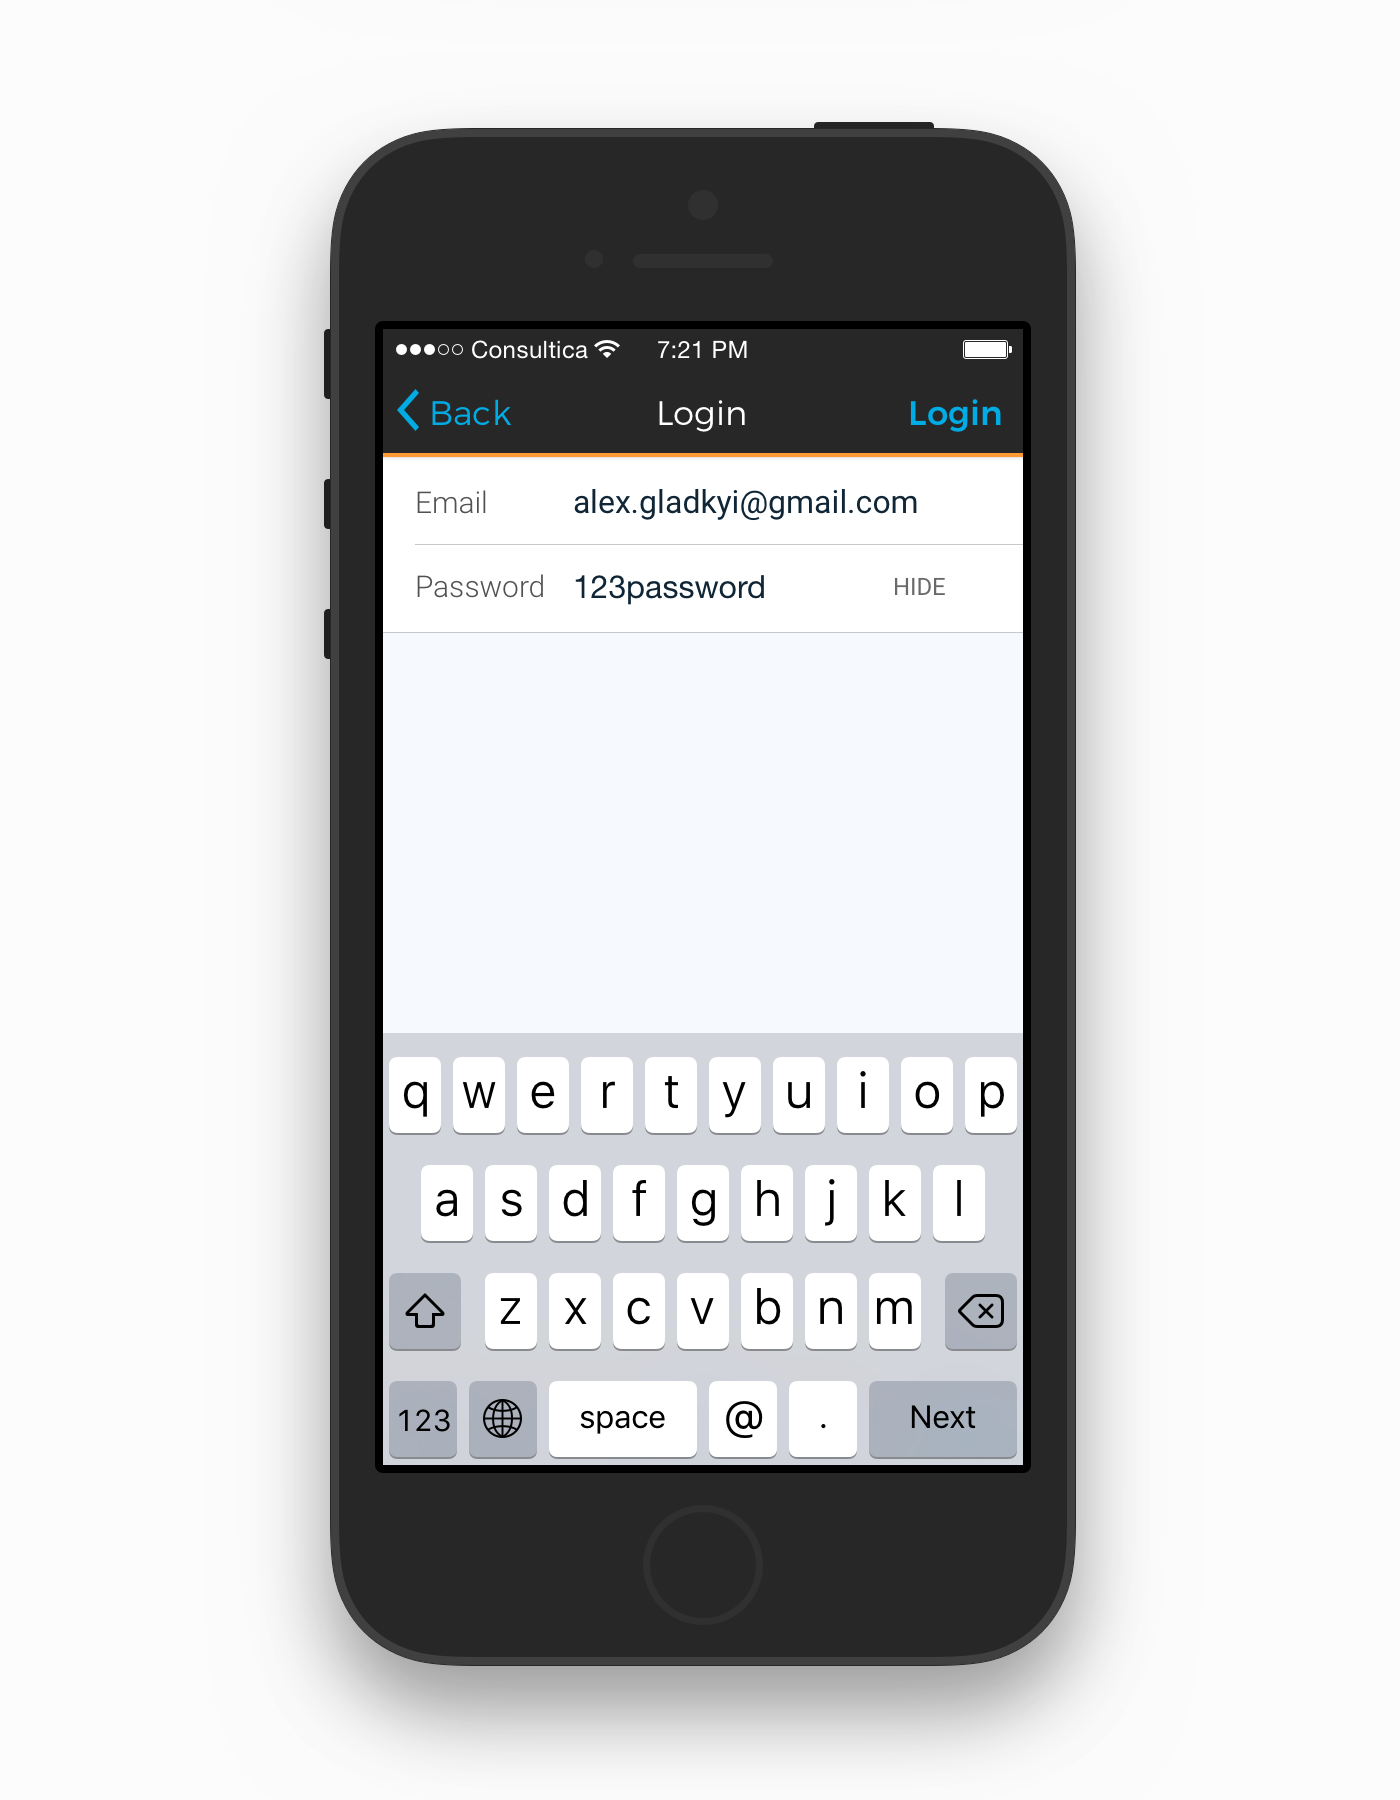 Consultica 7:21 PM
Back Login Login
Email alex.gladkyi@gmail.com
Password 123password HIDE
q w e r t y u i o p
a s d f g h j k l
z x c v b n m
123 space @ . Next